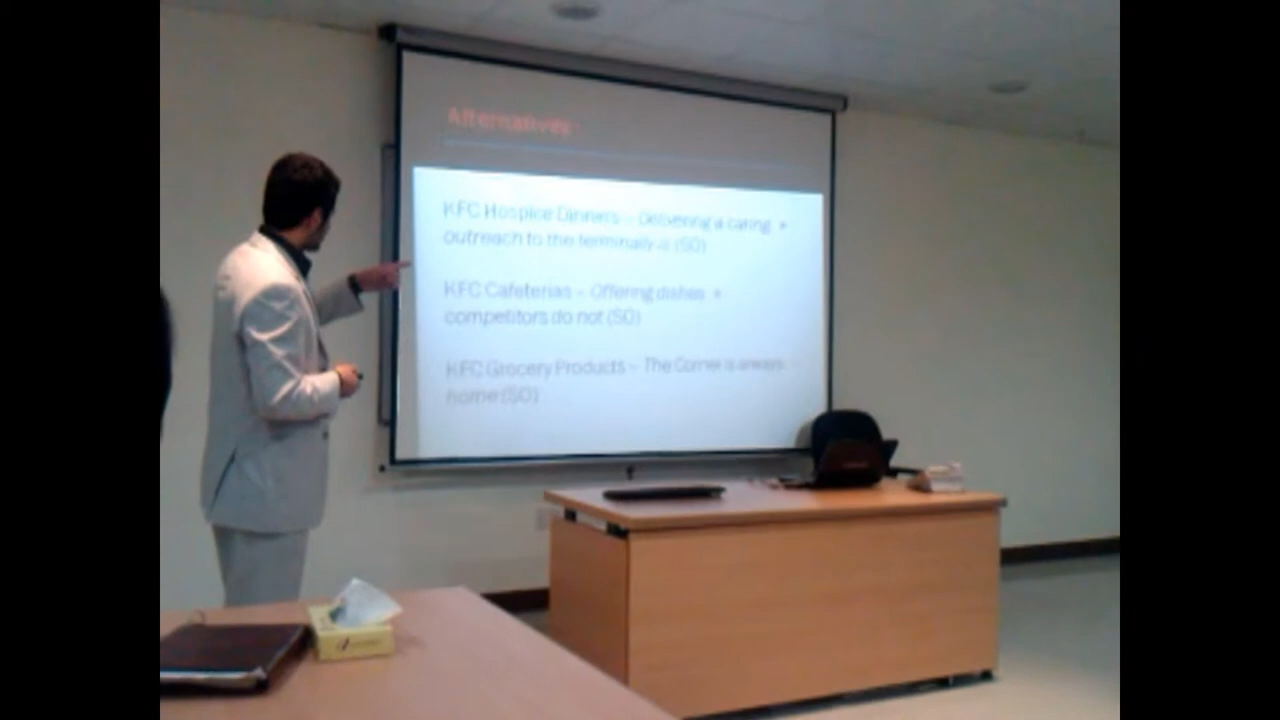 Alternatives
KFC Hospice Dinners – Delivering a caring
outreach to the terminally ill (SO)
KFC Cafeterias – Offering dishes
competitors do not (SO)
KFC Grocery Products – The Corner is always
home (SO)